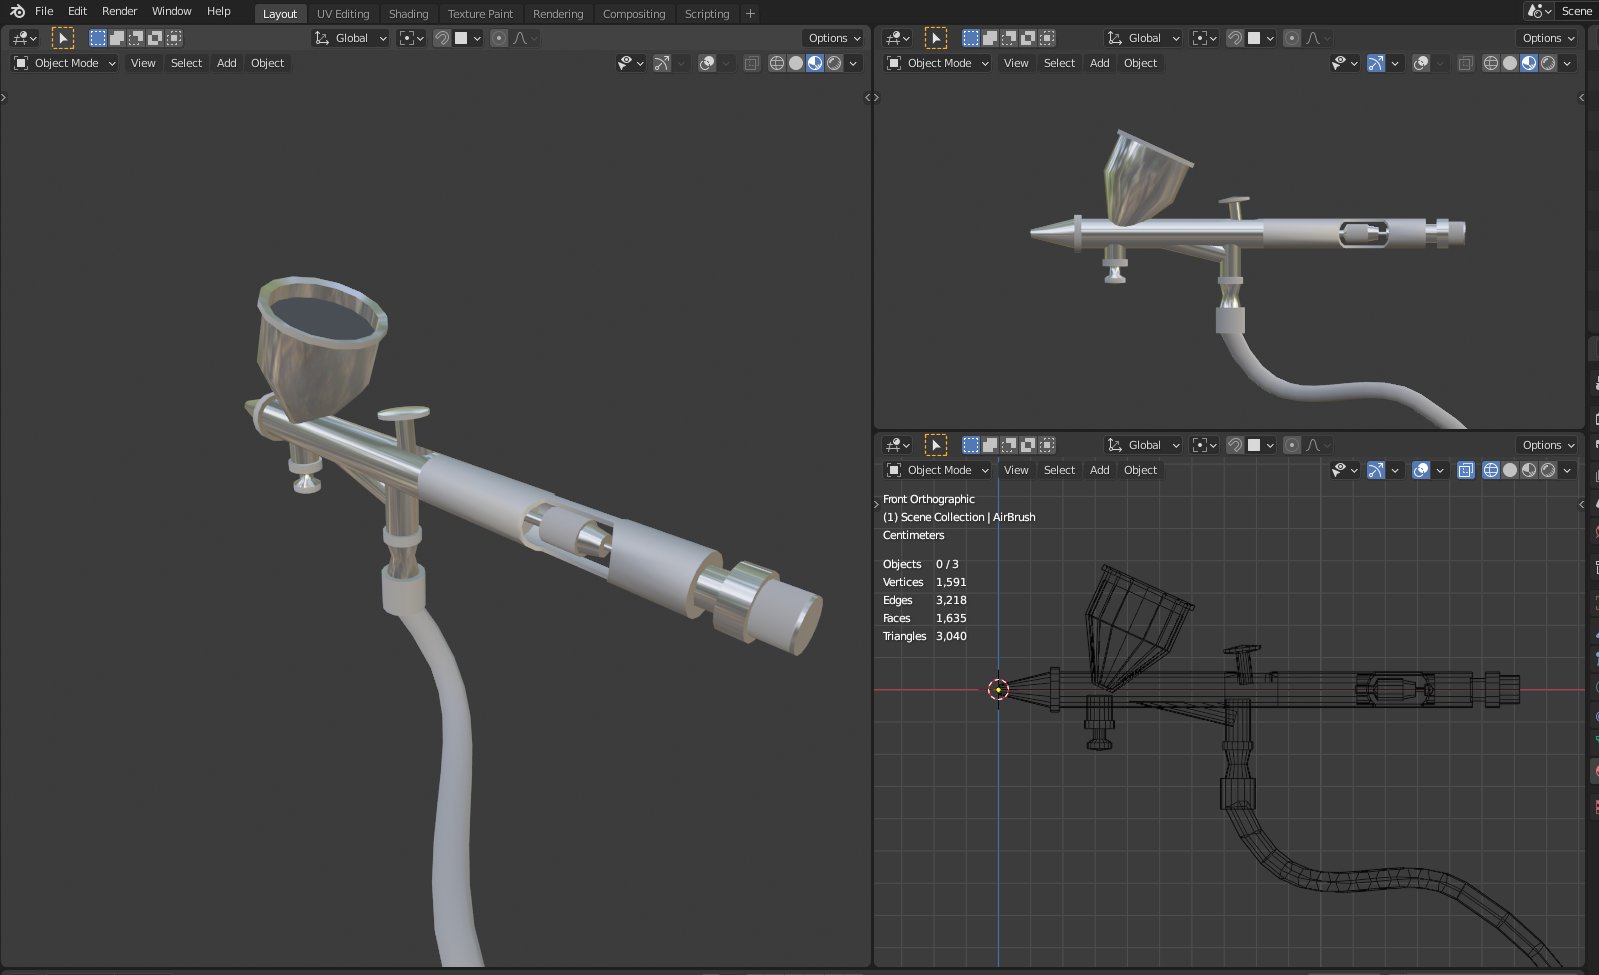 File Edit Render Window Help Layout UV Editing Shading Texture Paint Rendering Compositing Scripting + Scene
Global Options
Object Mode View Select Add Object
Global Options
Object Mode View Select Add Object
Global Options
Object Mode View Select Add Object
Front Orthographic
(1) Scene Collection | AirBrush
Centimeters
Objects 0 / 3
Vertices 1,591
Edges 3,218
Faces 1,635
Triangles 3,040